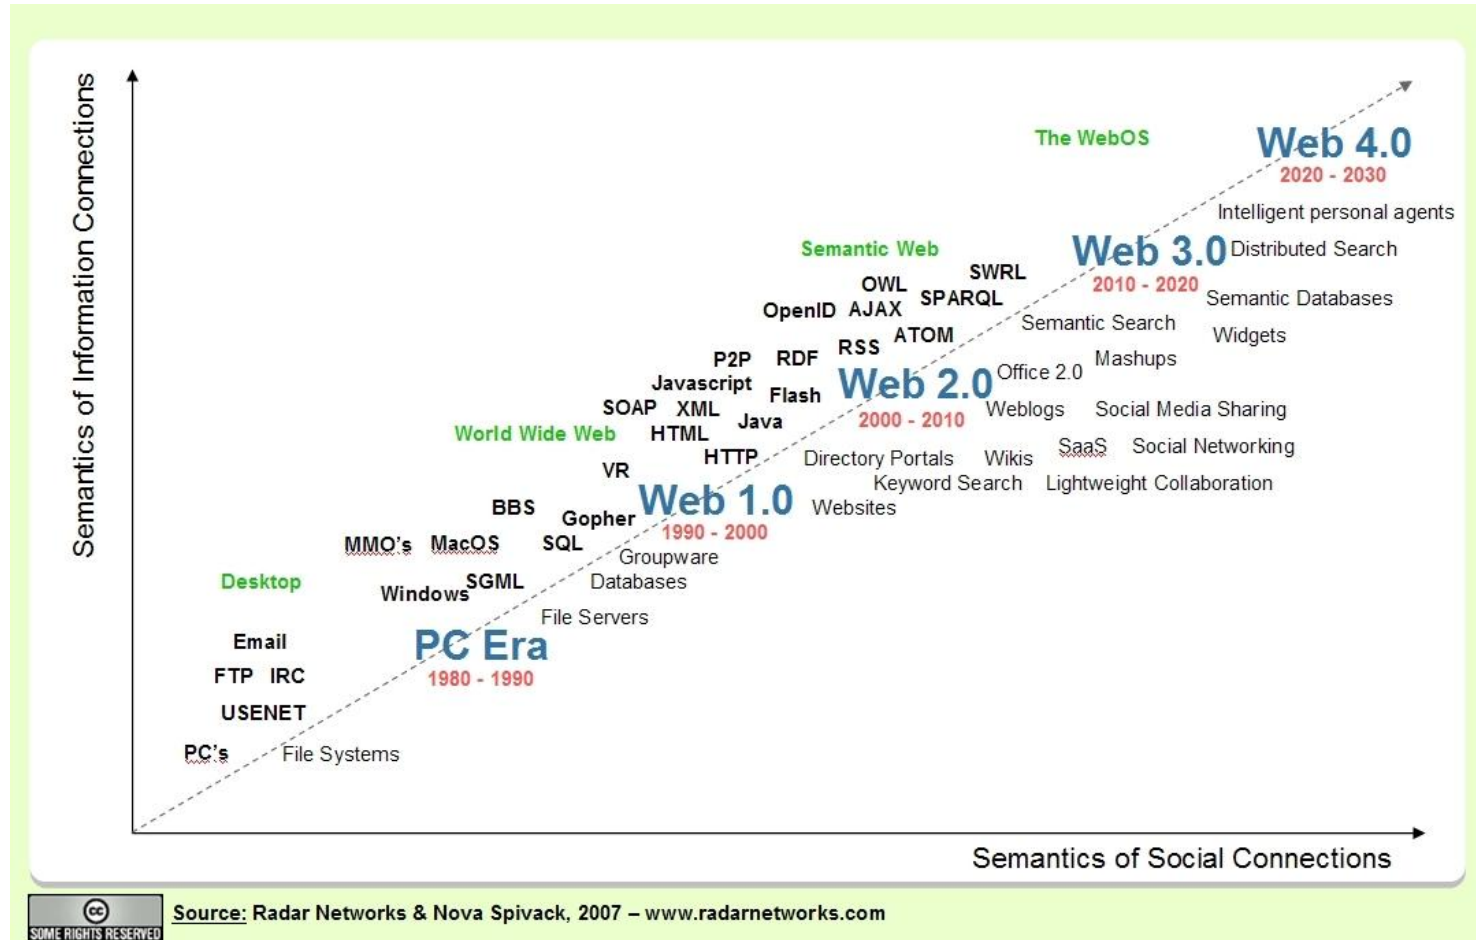 Semantics of Information Connections
The WebOS
Web 4.0
2020 - 2030
Intelligent personal agents
Semantic Web
Web 3.0
Distributed Search
2010 - 2020
SWRL
OWL
SPARQL
Semantic Databases
OpenID
AJAX
Semantic Search
Widgets
ATOM
RSS
P2P
RDF
Mashups
Office 2.0
Javascript
Flash
Web 2.0
2000 - 2010
SOAP
XML
Java
Weblogs
Social Media Sharing
World Wide Web
HTML
SaaS
Social Networking
HTTP
Directory Portals
Wikis
VR
Keyword Search
Lightweight Collaboration
Web 1.0
1990 - 2000
Websites
BBS
Gopher
MMO's
MacOS
SQL
Groupware
Desktop
Windows
SGML
Databases
File Servers
Email
PC Era
1980 - 1990
FTP
IRC
USENET
PC's
File Systems
Semantics of Social Connections
cc
SOME RIGHTS RESERVED
Source: Radar Networks & Nova Spivack, 2007 – www.radarnetworks.com